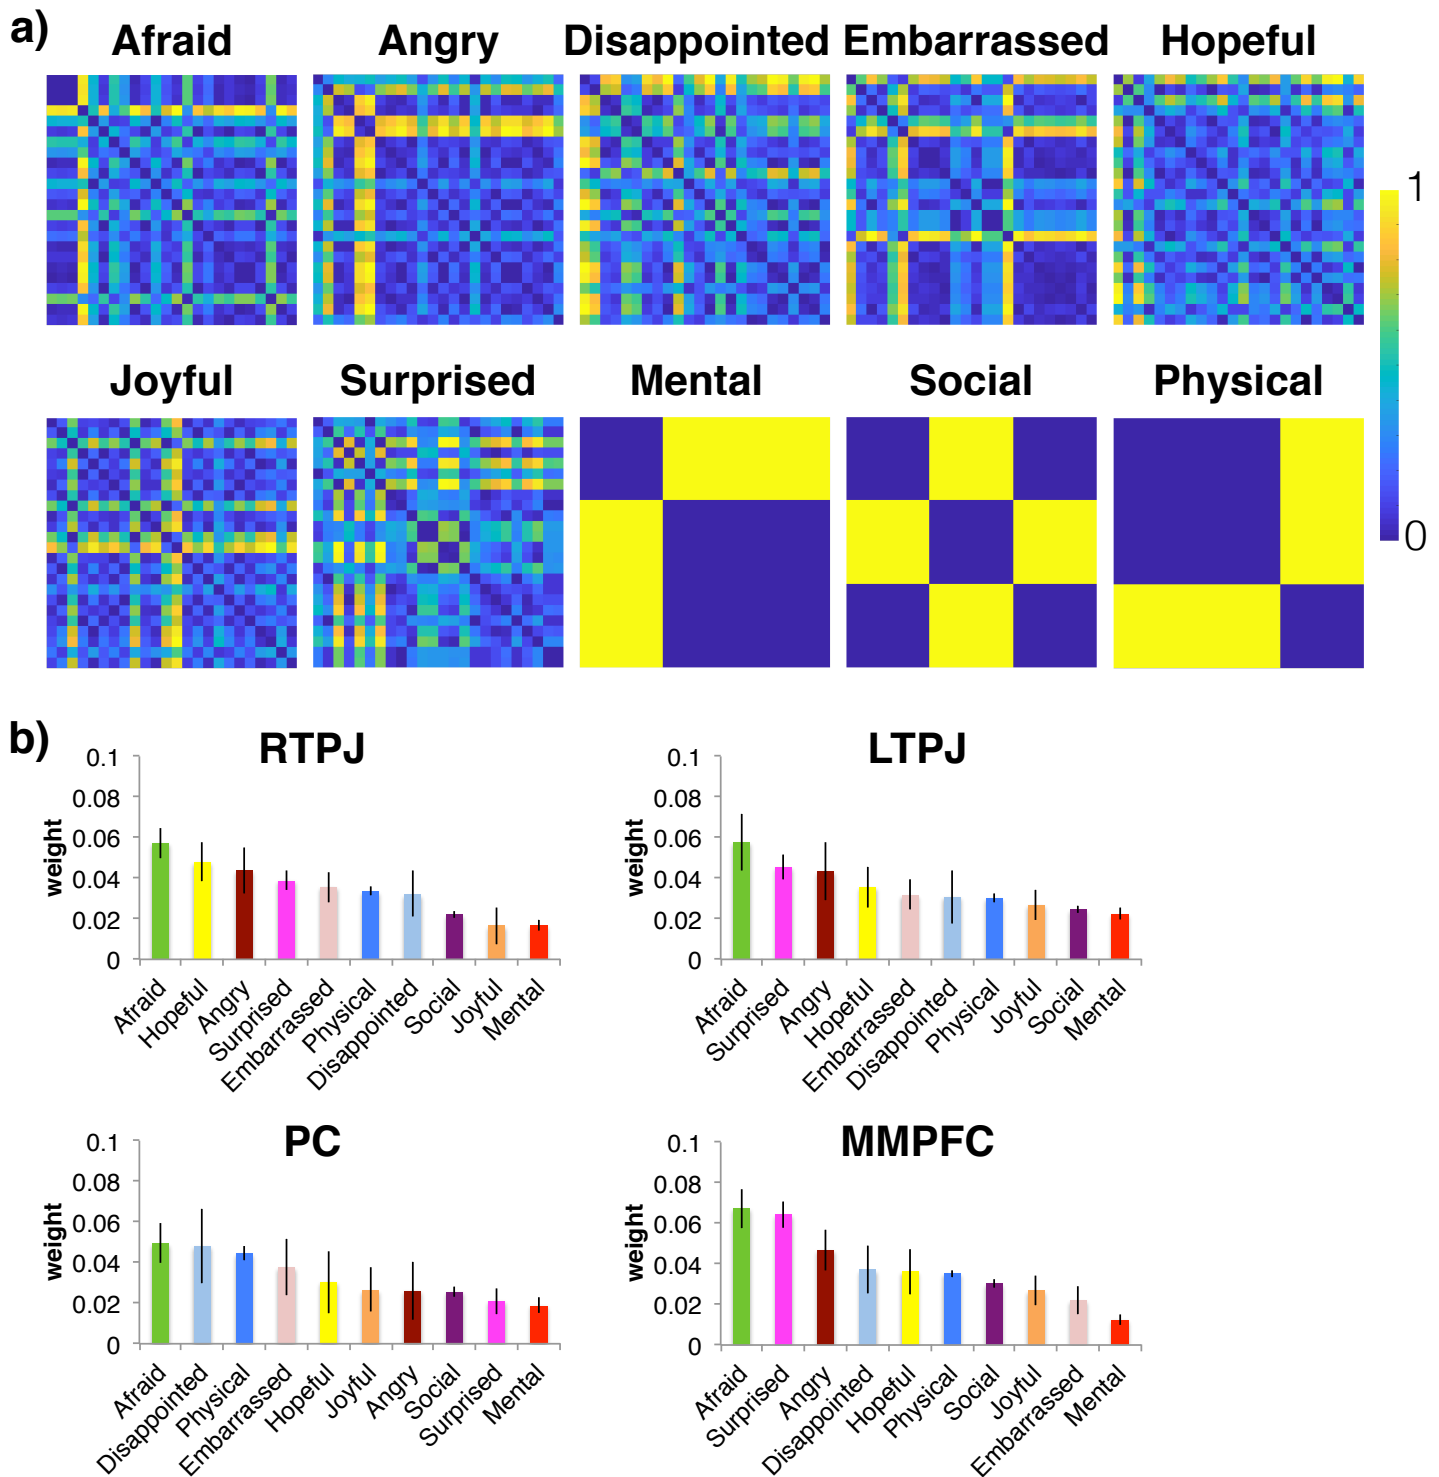 a)
Afraid
Angry
Disappointed
Embarrassed
Hopeful
1
0
Joyful
Surprised
Mental
Social
Physical
b)
RTPJ
0.1
0.08
0.06
0.04
0.02
0
weight
Afraid
Hopeful
Angry
Surprised
Embarrassed
Physical
Disappointed
Social
Joyful
Mental
LTPJ
0.1
0.08
0.06
0.04
0.02
0
weight
Afraid
Surprised
Angry
Hopeful
Embarrassed
Disappointed
Physical
Joyful
Social
Mental
PC
0.1
0.08
0.06
0.04
0.02
0
weight
Afraid
Disappointed
Physical
Embarrassed
Hopeful
Joyful
Angry
Social
Surprised
Mental
MMPFC
0.1
0.08
0.06
0.04
0.02
0
weight
Afraid
Surprised
Angry
Disappointed
Hopeful
Physical
Social
Joyful
Embarrassed
Mental